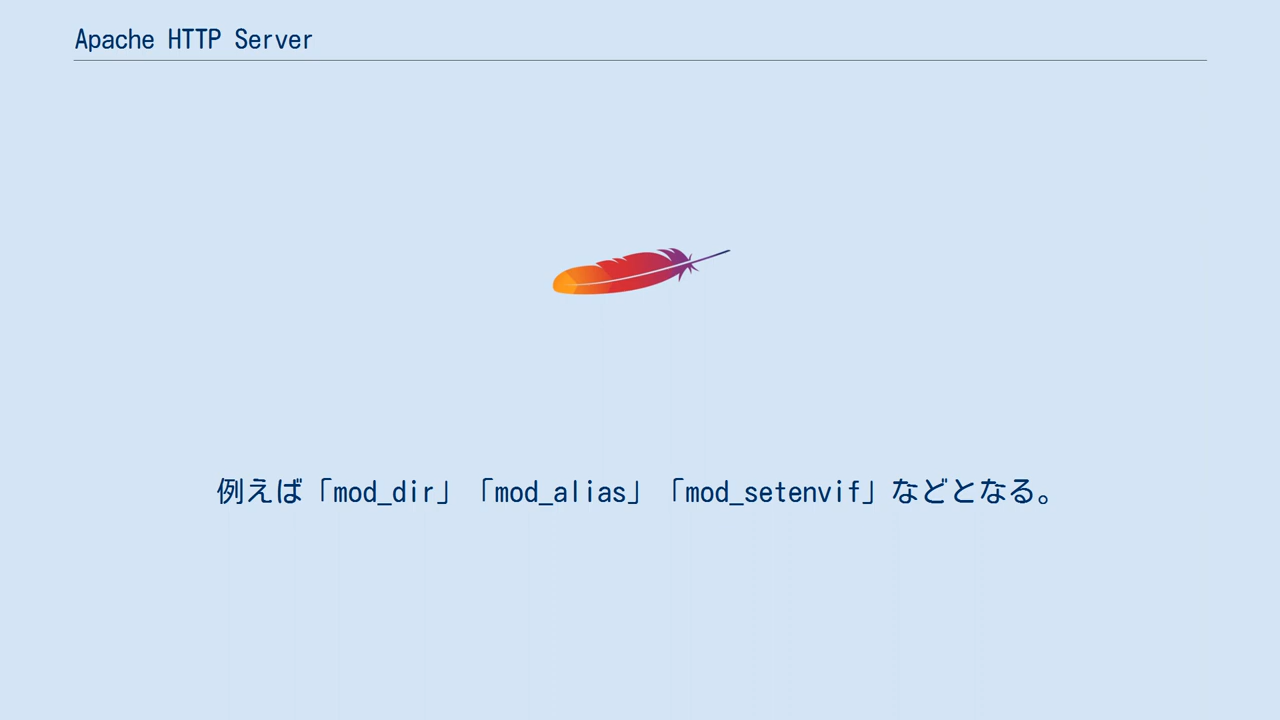 Apache HTTP Server
例えば「mod_dir」「mod_alias」「mod_setenvif」などとなる。